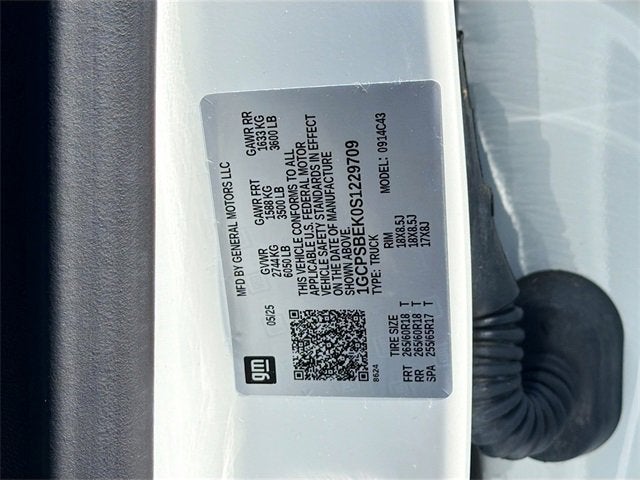 gm
MFD BY GENERAL MOTORS LLC
05/25
GVWR GAWR FRT GAWR RR
2744 KG 1588 KG 1633 KG
6050 LB 3500 LB 3600 LB
THIS VEHICLE CONFORMS TO ALL
APPLICABLE U.S. FEDERAL MOTOR
VEHICLE SAFETY STANDARDS IN EFFECT
ON THE DATE OF MANUFACTURE
SHOWN ABOVE.
1GCPSBEK0S1229709
TYPE: TRUCK MODEL: 0914C43
8624
TIRE SIZE RIM
FRT 265/60R18 T 18X8.5J
RR 265/60R18 T 18X8.5J
SPA 255/65R17 T 17X8J